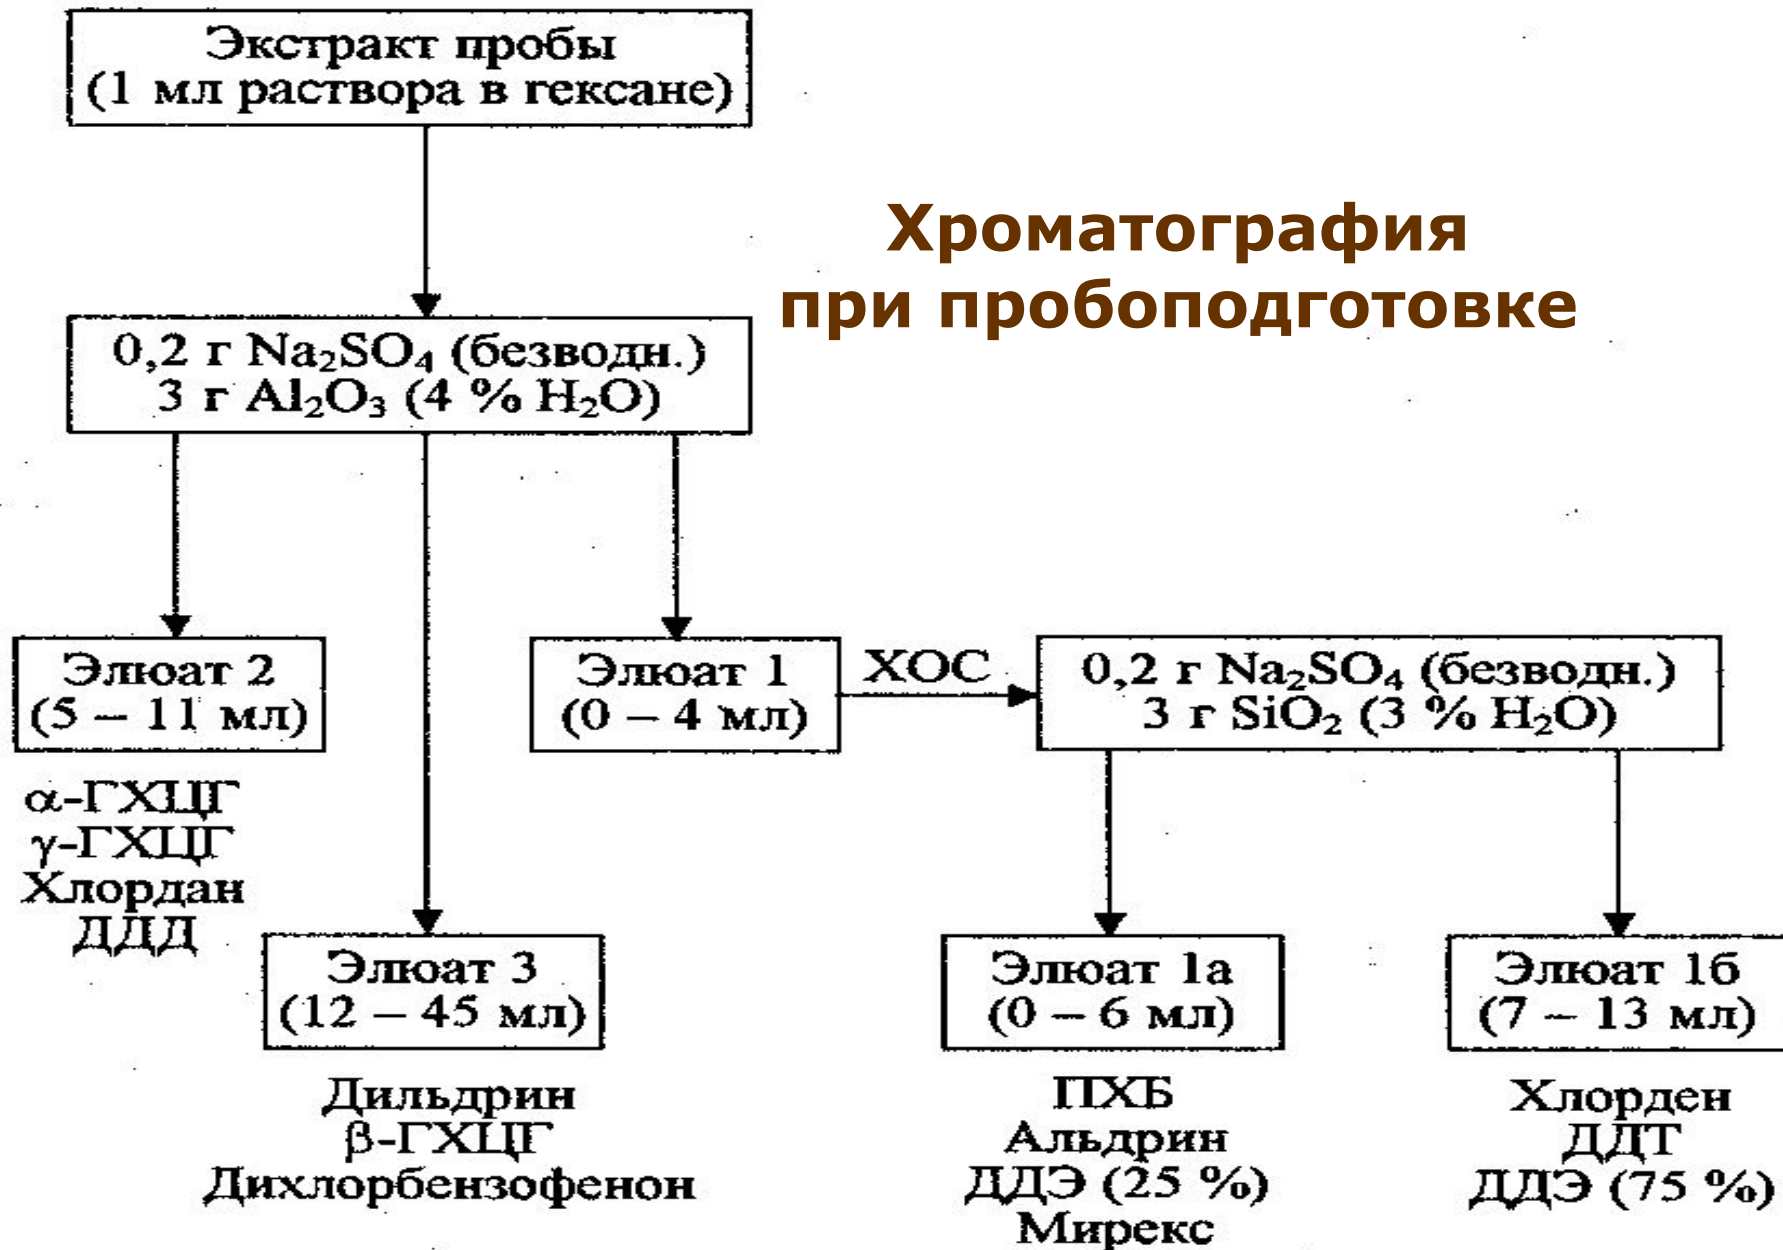 Экстракт пробы
(1 мл раствора в гексане)
Хроматография
при пробоподготовке
0,2 г Na₂SO₄ (безводн.)
3 г Al₂O₃ (4 % H₂O)
Элюат 2
(5 – 11 мл)
α-ГХЦГ
γ-ГХЦГ
Хлордан
ДДД
Элюат 3
(12 – 45 мл)
Дильдрин
β-ГХЦГ
Дихлорбензофенон
Элюат 1
(0 – 4 мл)
ХОС
0,2 г Na₂SO₄ (безводн.)
3 г SiO₂ (3 % H₂O)
Элюат 1а
(0 – 6 мл)
ПХБ
Альдрин
ДДЭ (25 %)
Мирекс
Элюат 1б
(7 – 13 мл)
Хлорден
ДДТ
ДДЭ (75 %)